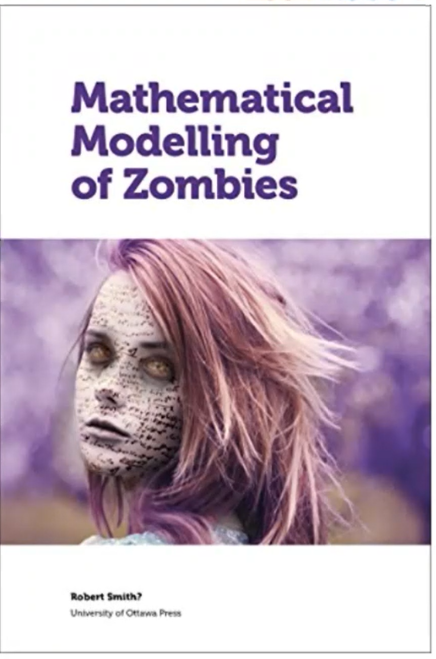 Mathematical
Modelling
of Zombies
Robert Smith?
University of Ottawa Press